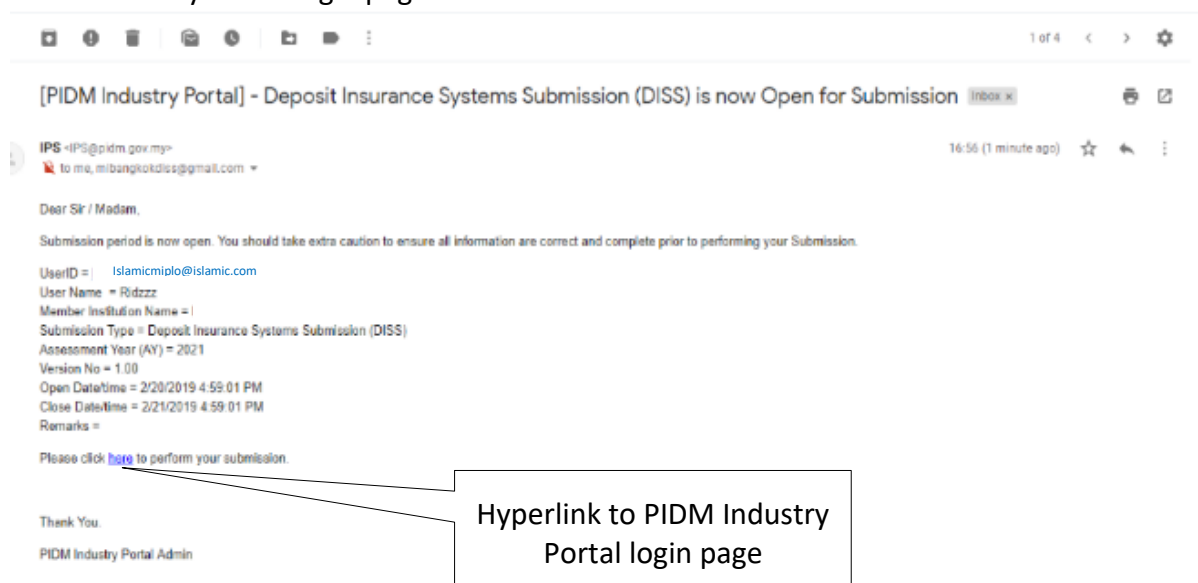 1 of 4
[PIDM Industry Portal] - Deposit Insurance Systems Submission (DISS) is now Open for Submission Inbox ×
IPS <IPS@pidm.gov.my> 16:56 (1 minute ago)
to me, mibangkokdiss@gmail.com
Dear Sir / Madam,
Submission period is now open. You should take extra caution to ensure all information are correct and complete prior to performing your Submission.
UserID = Islamicmiplo@islamic.com
User Name = Ridzzz
Member Institution Name =
Submission Type = Deposit Insurance Systems Submission (DISS)
Assessment Year (AY) = 2021
Version No = 1.00
Open Date/time = 2/20/2019 4:59:01 PM
Close Date/time = 2/21/2019 4:59:01 PM
Remarks =
Please click here to perform your submission.
Hyperlink to PIDM Industry
Portal login page
Thank You.
PIDM Industry Portal Admin